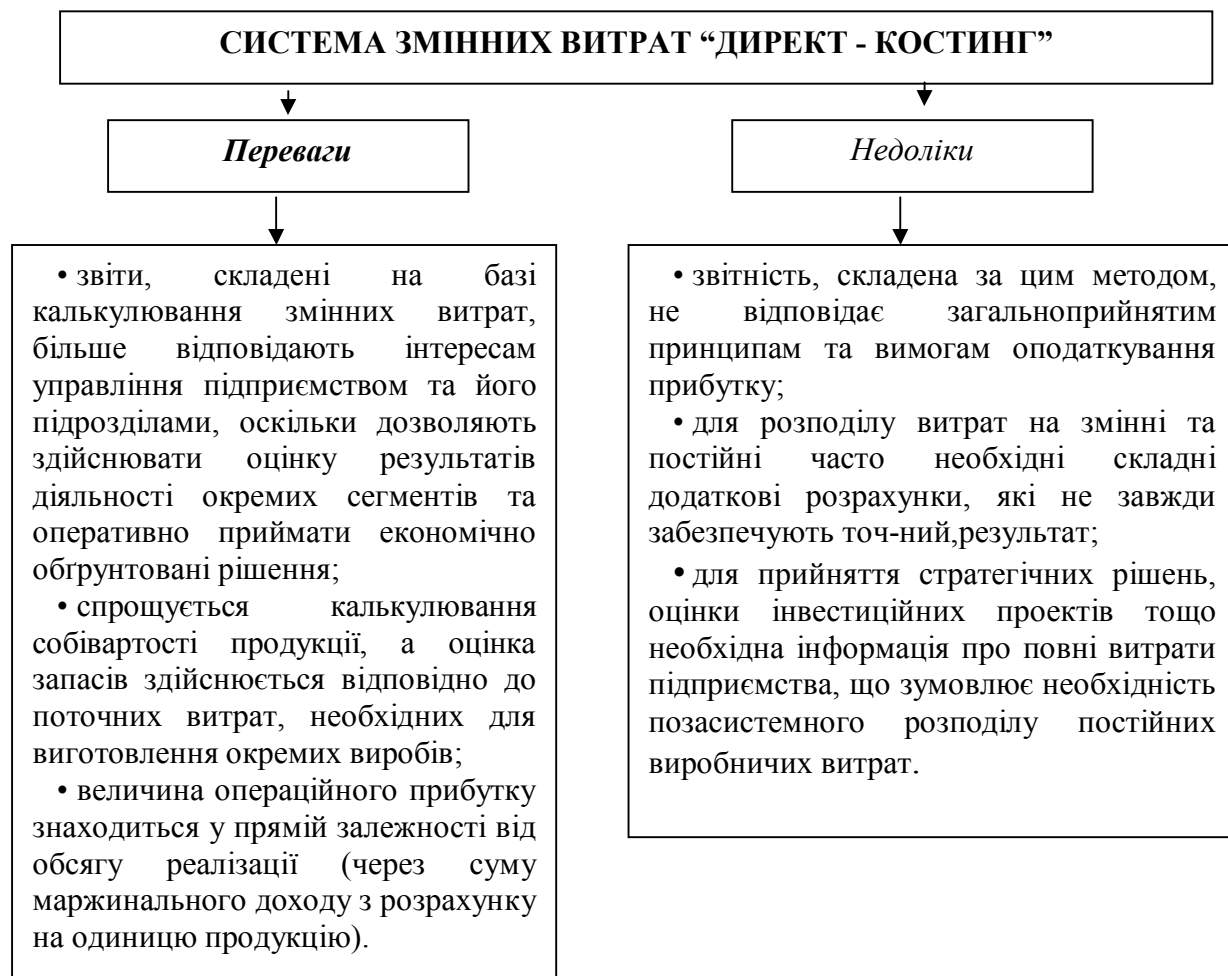 СИСТЕМА ЗМІННИХ ВИТРАТ “ДИРЕКТ - КОСТИНГ”
Переваги
Недоліки
• звіти, складені на базі
калькулювання змінних витрат,
більше відповідають інтересам
управління підприємством та його
підрозділами, оскільки дозволяють
здійснювати оцінку результатів
діяльності окремих сегментів та
оперативно приймати економічно
обґрунтовані рішення;
• спрощується калькулювання
собівартості продукції, а оцінка
запасів здійснюється відповідно до
поточних витрат, необхідних для
виготовлення окремих виробів;
• величина операційного прибутку
знаходиться у прямій залежності від
обсягу реалізації (через суму
маржинального доходу з розрахунку
на одиницю продукцію).
• звітність, складена за цим методом,
не відповідає загальноприйнятим
принципам та вимогам оподаткування
прибутку;
• для розподілу витрат на змінні та
постійні часто необхідні складні
додаткові розрахунки, які не завжди
забезпечують точ-ний,результат;
• для прийняття стратегічних рішень,
оцінки інвестиційних проектів тощо
необхідна інформація про повні витрати
підприємства, що зумовлює необхідність
позасистемного розподілу постійних
виробничих витрат.